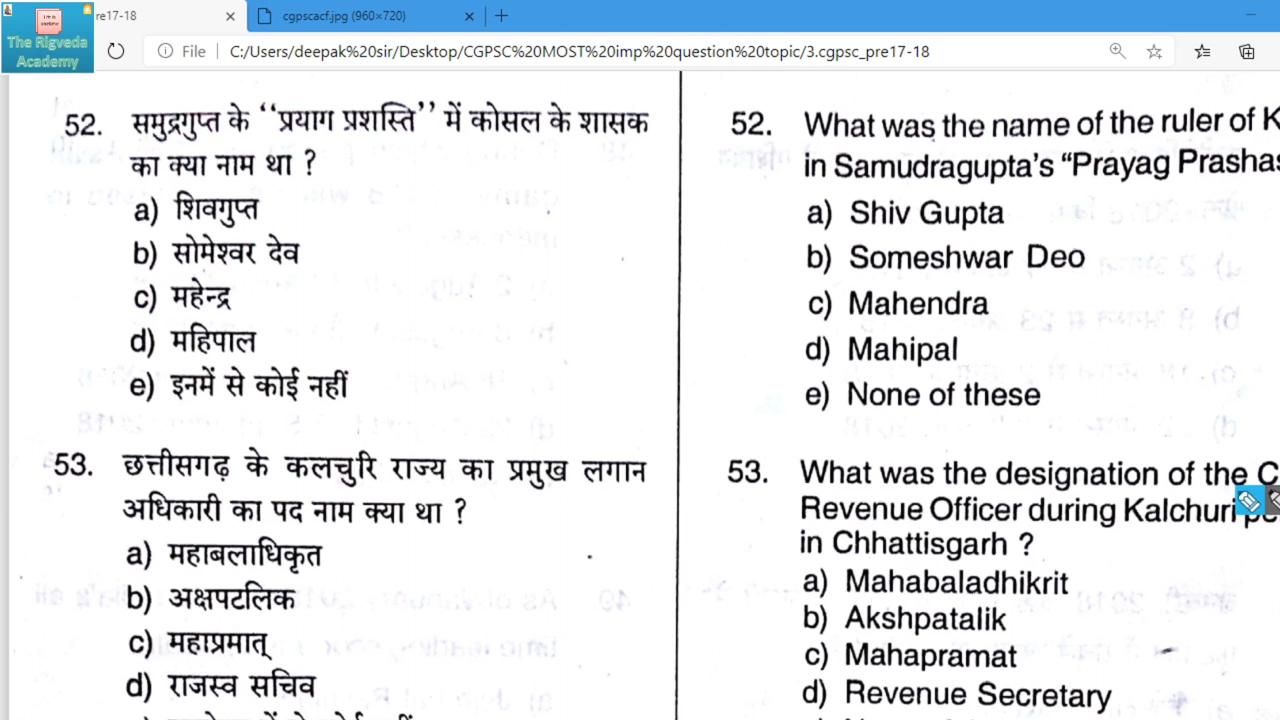 re17-18
cgpscacf.jpg (960×720)
The Rigveda
Academy
File
C:/Users/deepak%20sir/Desktop/CGPSC%20MOST%20imp%20question%20topic/3.cgpsc_pre17-18
52. समुद्रगुप्त के ‘‘प्रयाग प्रशस्ति’’ में कोसल के शासक
का क्या नाम था ?
a) शिवगुप्त
b) सोमेश्वर देव
c) महेन्द्र
d) महिपाल
e) इनमें से कोई नहीं
53. छत्तीसगढ़ के कलचुरि राज्य का प्रमुख लगान
अधिकारी का पद नाम क्या था ?
a) महाबलाधिकृत
b) अक्षपटलिक
c) महाप्रमातृ
d) राजस्व सचिव
52. What was the name of the ruler of K
in Samudragupta's “Prayag Prashas
a) Shiv Gupta
b) Someshwar Deo
c) Mahendra
d) Mahipal
e) None of these
53. What was the designation of the C
Revenue Officer during Kalchuri pe
in Chhattisgarh ?
a) Mahabaladhikrit
b) Akshpatalik
c) Mahapramat
d) Revenue Secretary